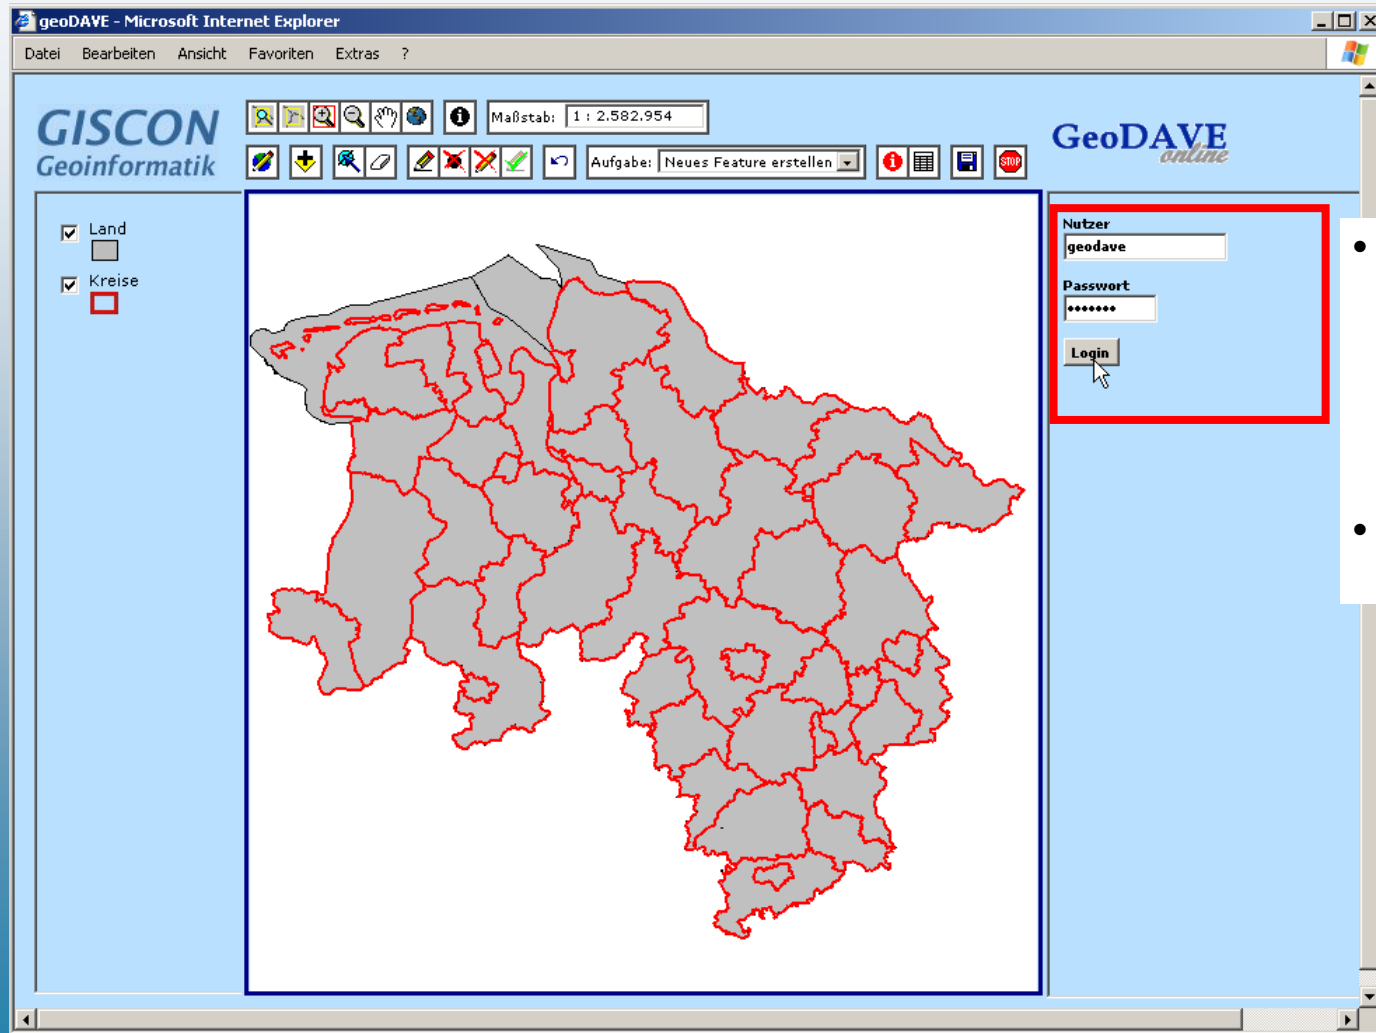 geoDAVE - Microsoft Internet Explorer
Datei Bearbeiten Ansicht Favoriten Extras ?
GISCON
Geoinformatik
Maßstab: 1 : 2.582.954
Aufgabe: Neues Feature erstellen
STOP
GeoDAVE
online
Land
Kreise
Nutzer
geodave
Passwort
•••••••
Login